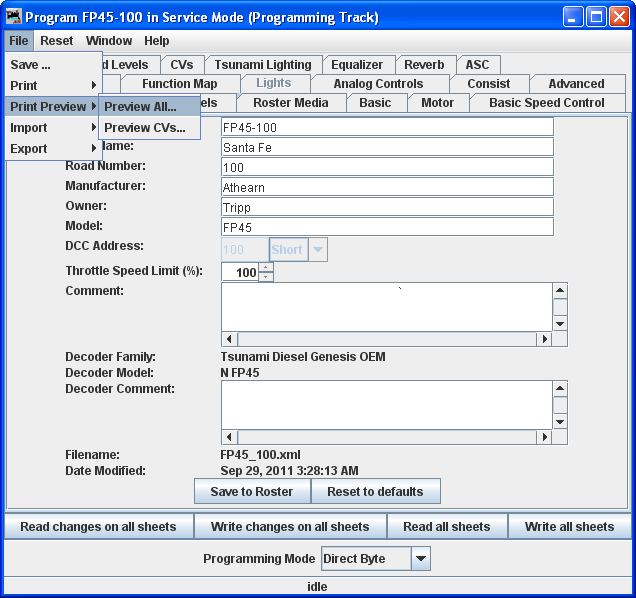 Program FP45-100 in Service Mode (Programming Track)
File Reset Window Help
Save ...
Print
Print Preview
Import
Export
Preview All...
Preview CVs...
d Levels CVs Tsunami Lighting Equalizer Reverb ASC
Function Map Lights Analog Controls Consist Advanced
els Roster Media Basic Motor Basic Speed Control
FP45-100
ame: Santa Fe
Road Number: 100
Manufacturer: Athearn
Owner: Tripp
Model: FP45
DCC Address: 100 Short
Throttle Speed Limit (%): 100
Comment:
Decoder Family: Tsunami Diesel Genesis OEM
Decoder Model: N FP45
Decoder Comment:
Filename: FP45_100.xml
Date Modified: Sep 29, 2011 3:28:13 AM
Save to Roster Reset to defaults
Read changes on all sheets Write changes on all sheets Read all sheets Write all sheets
Programming Mode Direct Byte
idle